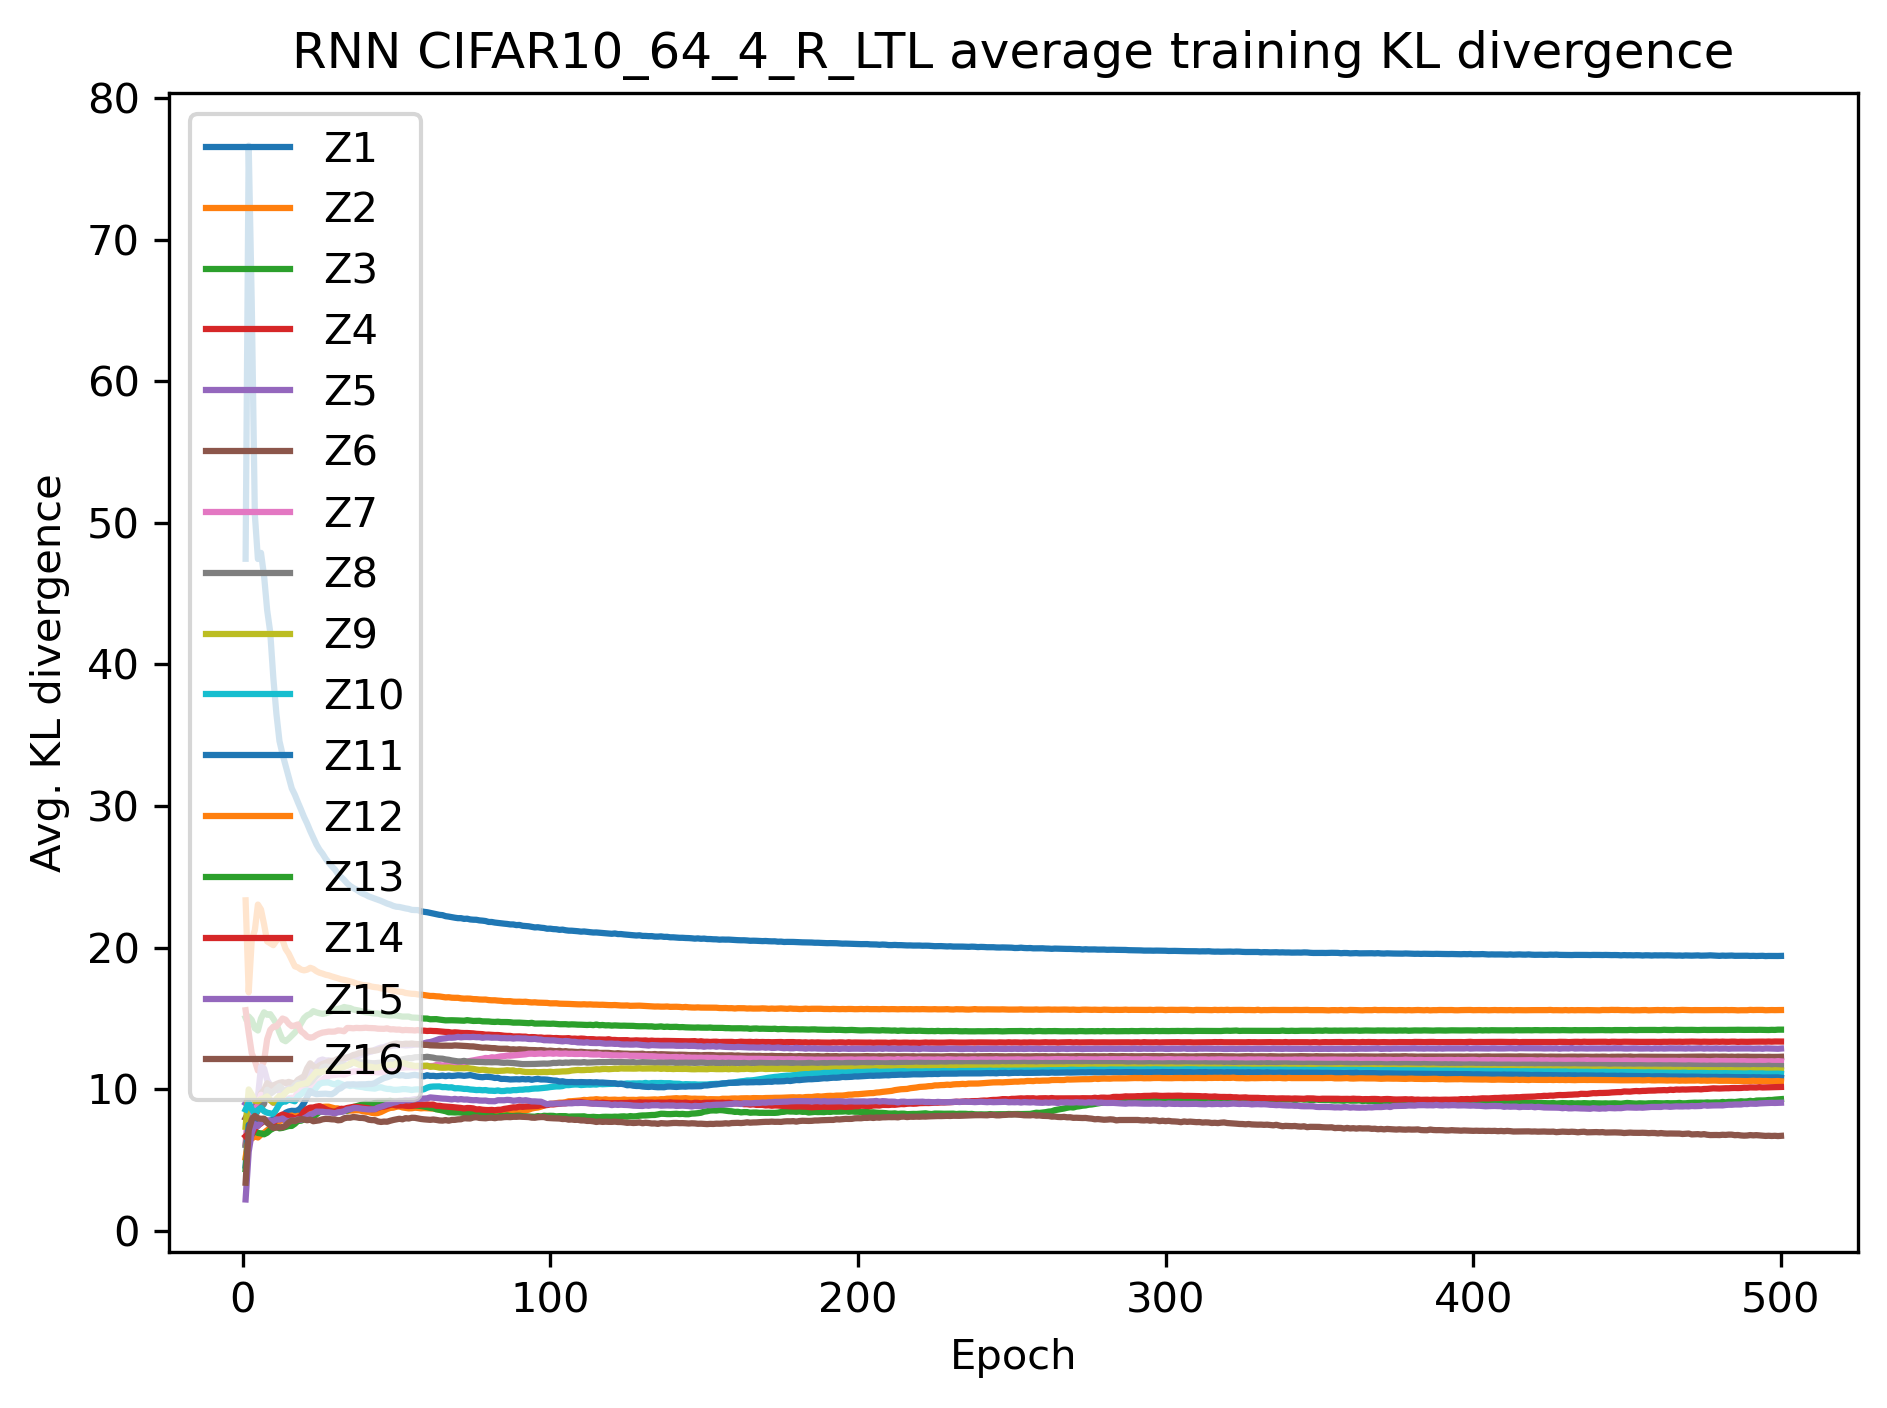 RNN CIFAR10_64_4_R_LTL average training KL divergence
80
70
60
50
40
30
20
10
0
Avg. KL divergence
Z1
Z2
Z3
Z4
Z5
Z6
Z7
Z8
Z9
Z10
Z11
Z12
Z13
Z14
Z15
Z16
0 100 200 300 400 500
Epoch